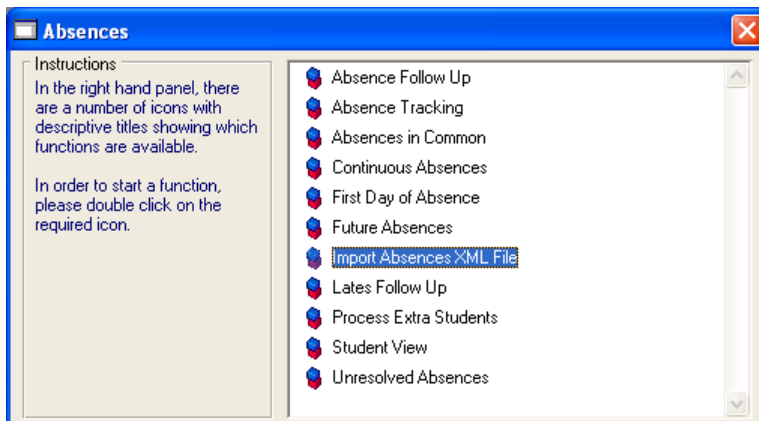 Absences
Instructions
In the right hand panel, there
are a number of icons with
descriptive titles showing which
functions are available.
In order to start a function,
please double click on the
required icon.
Absence Follow Up
Absence Tracking
Absences in Common
Continuous Absences
First Day of Absence
Future Absences
Import Absences XML File
Lates Follow Up
Process Extra Students
Student View
Unresolved Absences